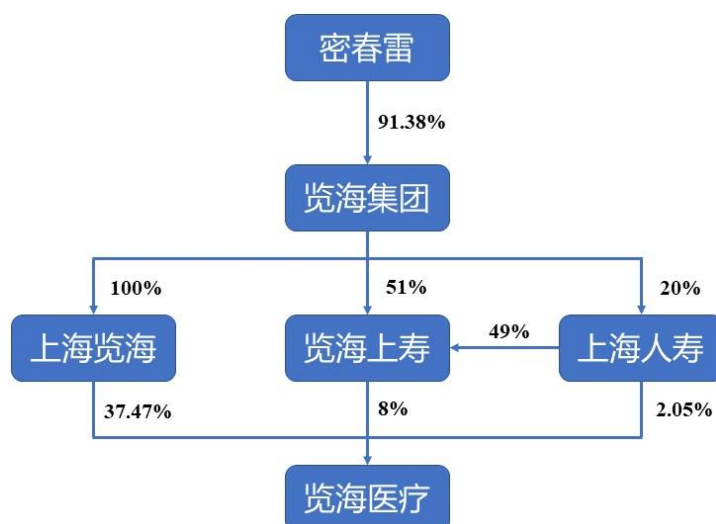 密春雷
91.38%
览海集团
100%
51%
20%
上海览海
览海上寿
49%
上海人寿
37.47%
8%
2.05%
览海医疗